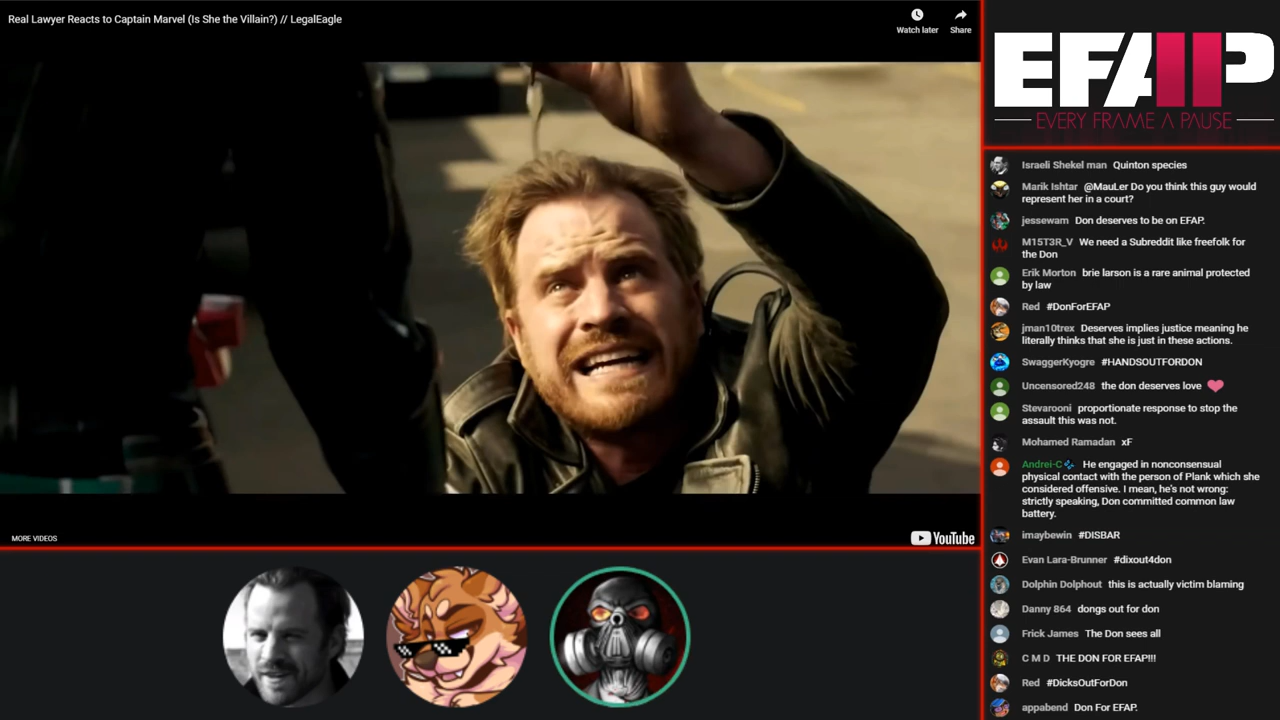 Real Lawyer Reacts to Captain Marvel (Is She the Villain?) // LegalEagle
Watch later
Share
MORE VIDEOS
YouTube
EFAP
EVERY FRAME A PAUSE
Israeli Shekel man Quinton species
Marik Ishtar @MauLer Do you think this guy would
represent her in a court?
jessewam Don deserves to be on EFAP.
M15T3R_V We need a Subreddit like freefolk for
the Don
Erik Morton brie larson is a rare animal protected
by law
Red #DonForEFAP
jman10trex Deserves implies justice meaning he
literally thinks that she is just in these actions.
SwaggerKyogre #HANDSOUTFORDON
Uncensored248 the don deserves love
Stevarooni proportionate response to stop the
assault this was not.
Mohamed Ramadan xF
Andrei-C He engaged in nonconsensual
physical contact with the person of Plank which she
considered offensive. I mean, he's not wrong:
strictly speaking, Don committed common law
battery.
imaybewin #DISBAR
Evan Lara-Brunner #dixout4don
Dolphin Dolphout this is actually victim blaming
Danny 864 dongs out for don
Frick James The Don sees all
C M D THE DON FOR EFAP!!!
Red #DicksOutForDon
appabend Don For EFAP.